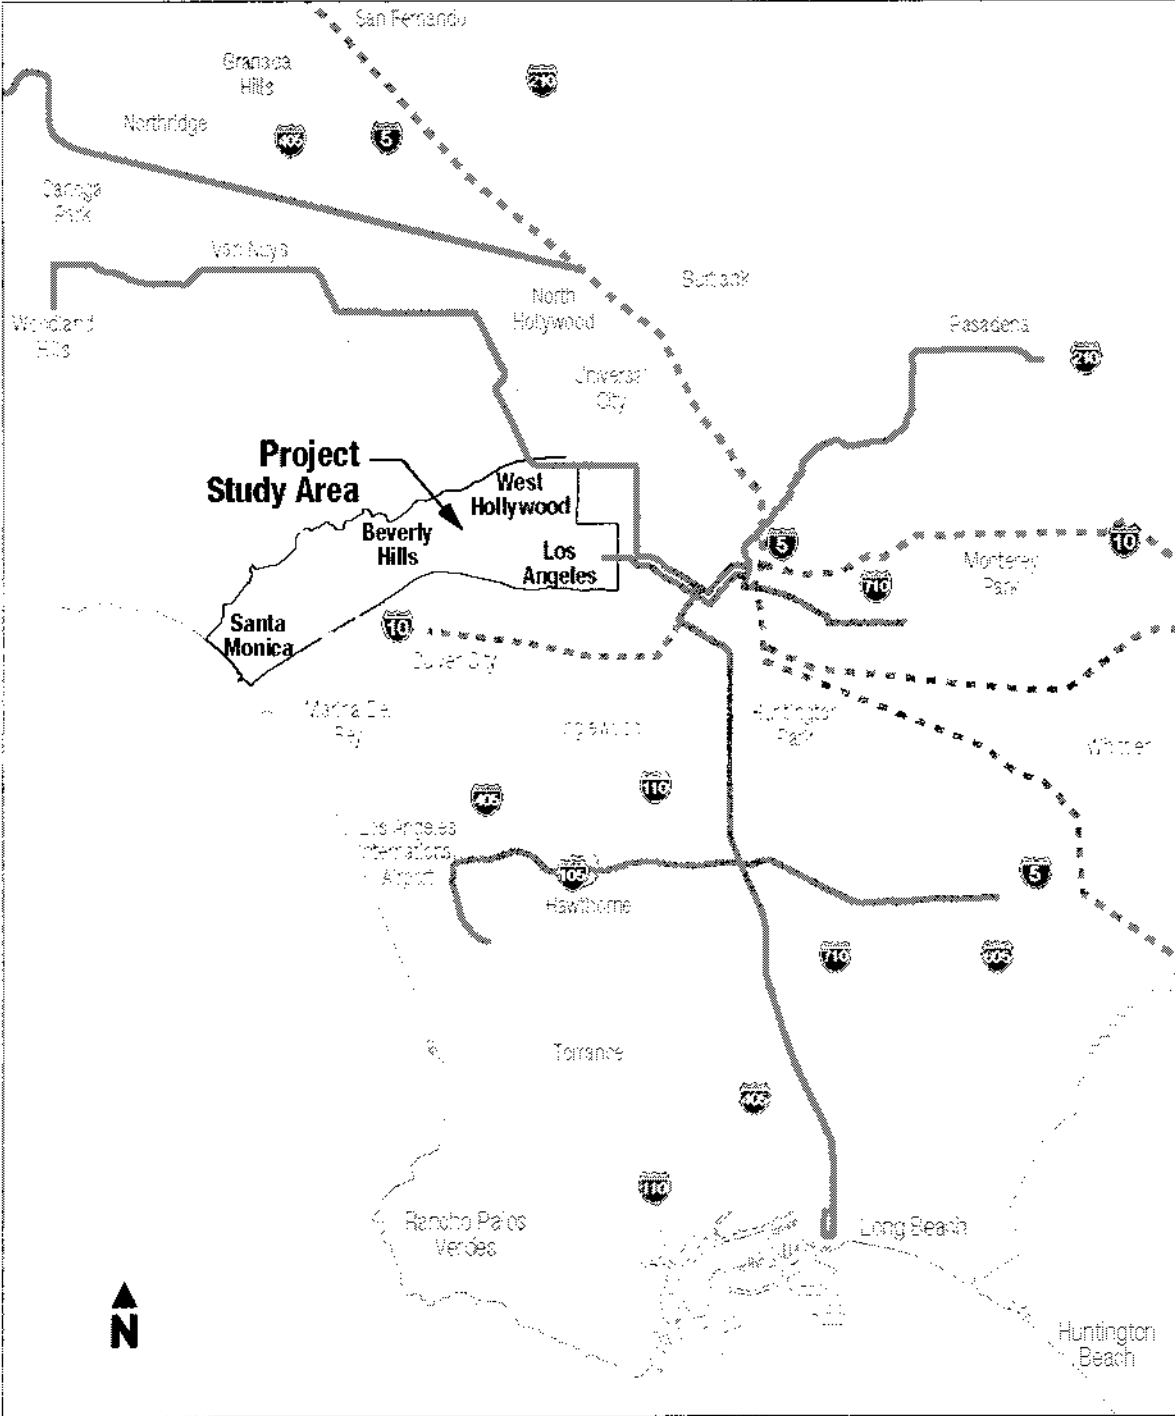 San Fernando
Granada
Hills
210
Northridge
405
5
Canoga
Park
Van Nuys
Burbank
North
Hollywood
Woodland
Hills
Pasadena
210
Universal
City
Project
Study Area
West
Hollywood
Beverly
Hills
Los
Angeles
5
10
Monterey
Park
710
Santa
Monica
10
Culver City
Marina Del
Rey
Inglewood
Huntington
Park
Whittier
405
110
Los Angeles
International
Airport
105
Hawthorne
5
710
605
Torrance
405
110
Rancho Palos
Verdes
Long Beach
N
Huntington
Beach